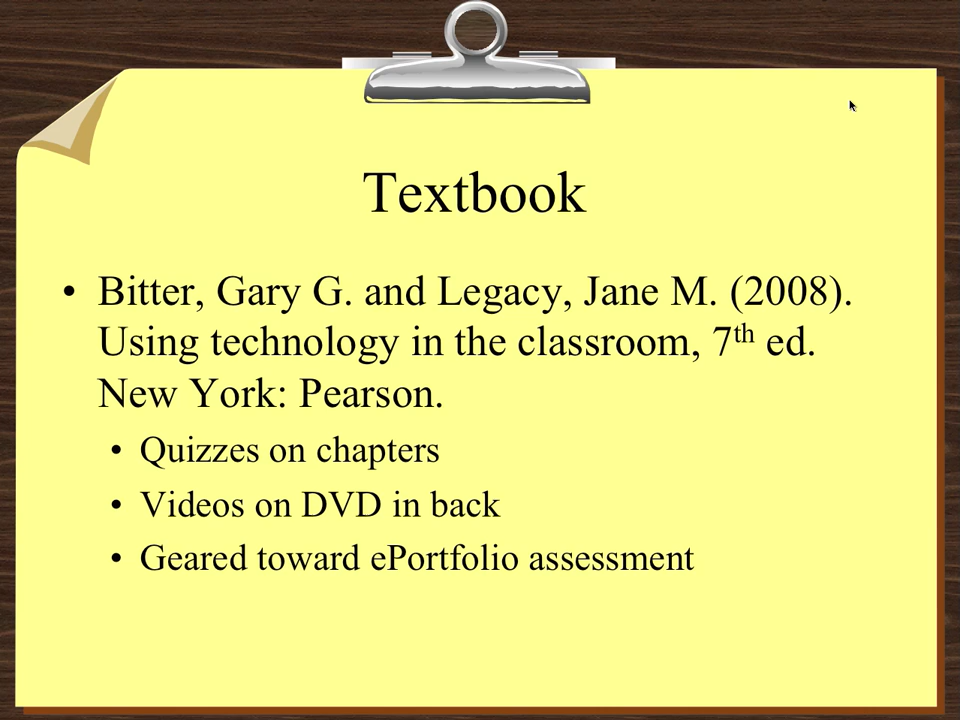 Textbook
• Bitter, Gary G. and Legacy, Jane M. (2008).
Using technology in the classroom, 7th ed.
New York: Pearson.
• Quizzes on chapters
• Videos on DVD in back
• Geared toward ePortfolio assessment